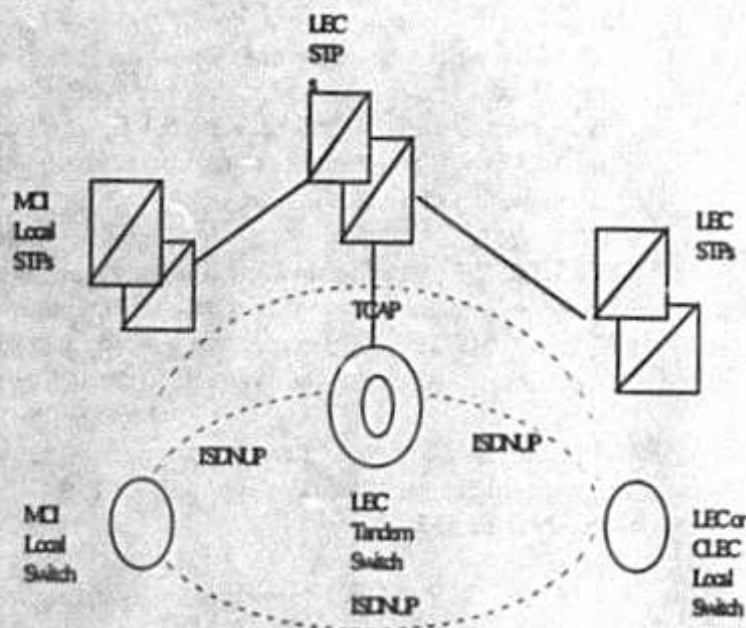 LEC
STP
s
MCI
Local
STPs
LEC
STPs
TCAP
ISDNUP
ISDNUP
MCI
Local
Switch
LEC
Tandem
Switch
LEC or
CLEC
Local
Switch
ISDNUP